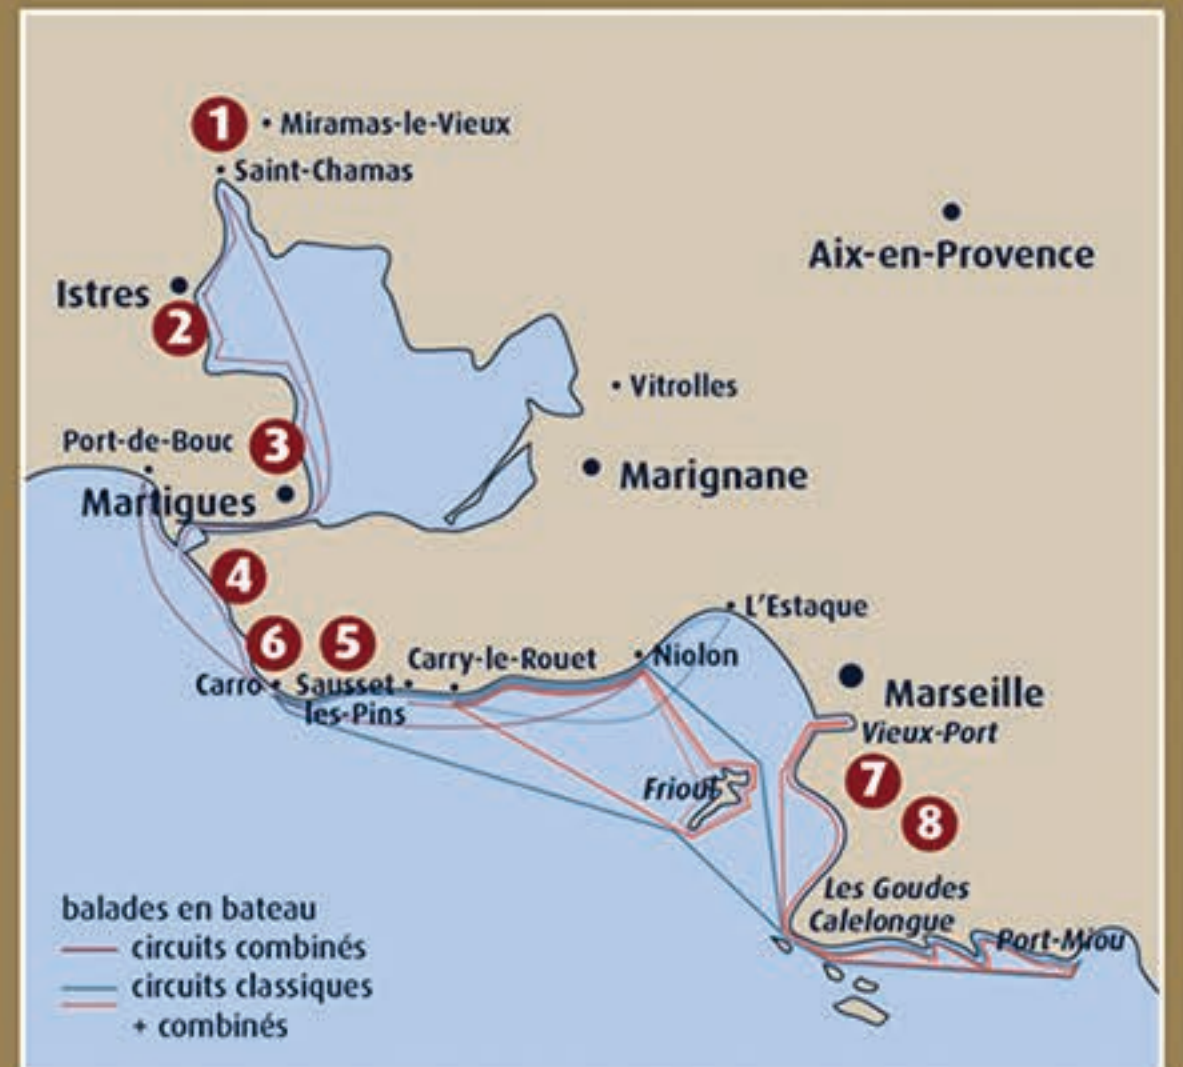 1 • Miramas-le-Vieux
• Saint-Chamas
Aix-en-Provence
Istres
2
• Vitrolles
Port-de-Bouc
3
Marignane
Martigues
4
L'Estaque
6 5
Carry-le-Rouet
Niolon
Carro • Sausset •
les-Pins
Marseille
Vieux-Port
Frioul
7
8
Les Goudes
Calelongue
Port-Miou
balades en bateau
circuits combinés
circuits classiques
+ combinés